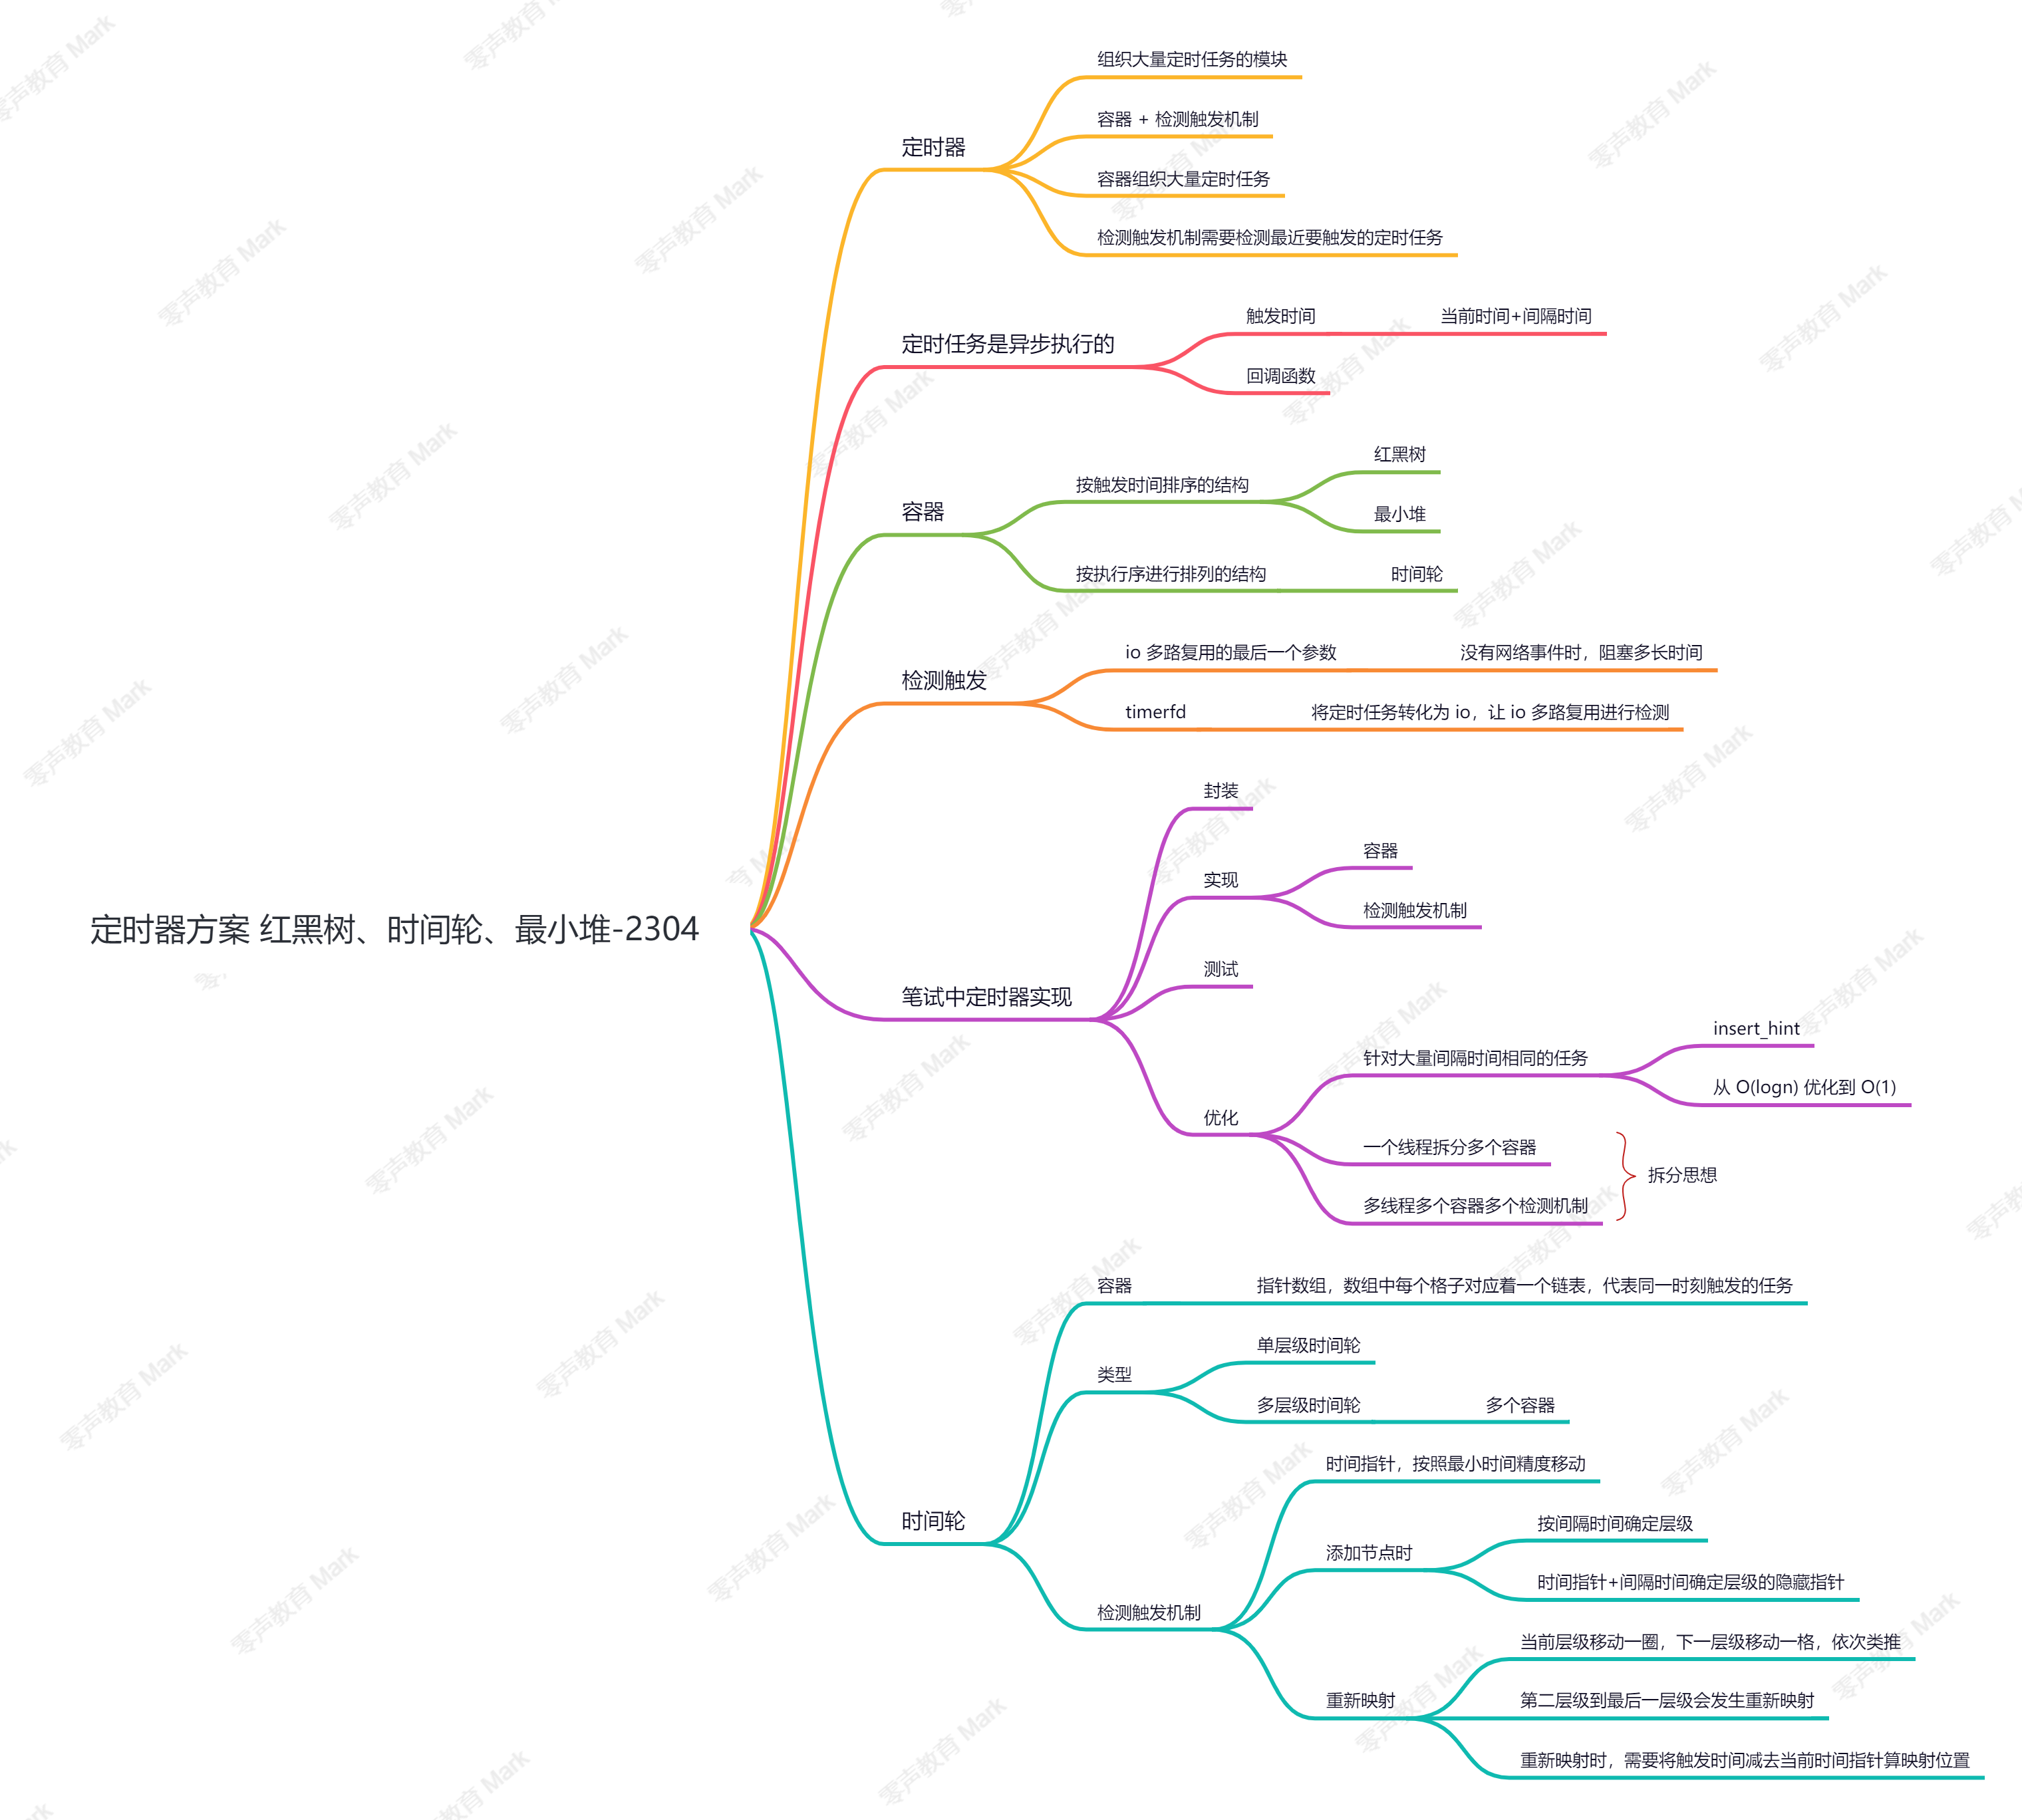 定时器方案 红黑树、时间轮、最小堆-2304
定时器
组织大量定时任务的模块
容器 + 检测触发机制
容器组织大量定时任务
检测触发机制需要检测最近要触发的定时任务
定时任务是异步执行的
触发时间
当前时间+间隔时间
回调函数
容器
按触发时间排序的结构
红黑树
最小堆
按执行序进行排列的结构
时间轮
检测触发
io 多路复用的最后一个参数
没有网络事件时，阻塞多长时间
timerfd
将定时任务转化为 io，让 io 多路复用进行检测
笔试中定时器实现
封装
实现
容器
检测触发机制
测试
优化
针对大量间隔时间相同的任务
insert_hint
从 O(logn) 优化到 O(1)
一个线程拆分多个容器
多线程多个容器多个检测机制
拆分思想
时间轮
容器
指针数组，数组中每个格子对应着一个链表，代表同一时刻触发的任务
类型
单层级时间轮
多层级时间轮
多个容器
检测触发机制
时间指针，按照最小时间精度移动
添加节点时
按间隔时间确定层级
时间指针+间隔时间确定层级的隐藏指针
重新映射
当前层级移动一圈，下一层级移动一格，依次类推
第二层级到最后一层级会发生重新映射
重新映射时，需要将触发时间减去当前时间指针算映射位置
零声教育 Mark